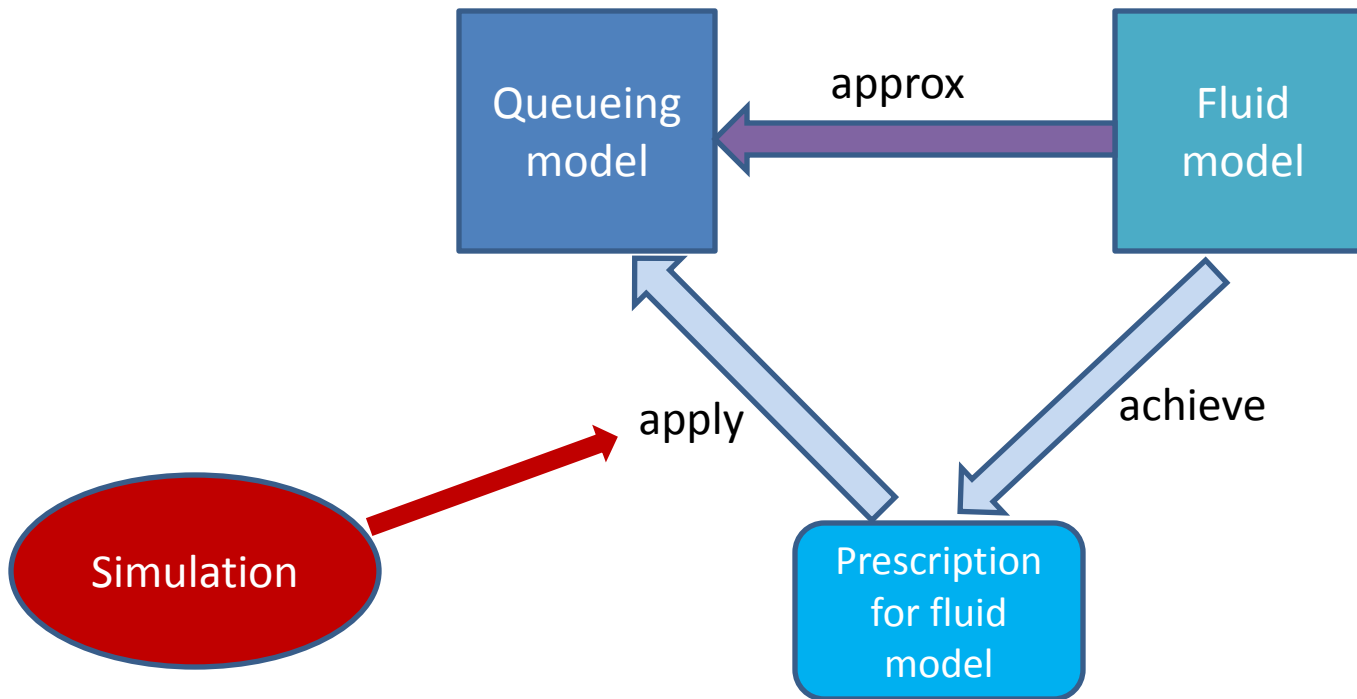 Queueing
model
approx
Fluid
model
apply
achieve
Simulation
Prescription
for fluid
model